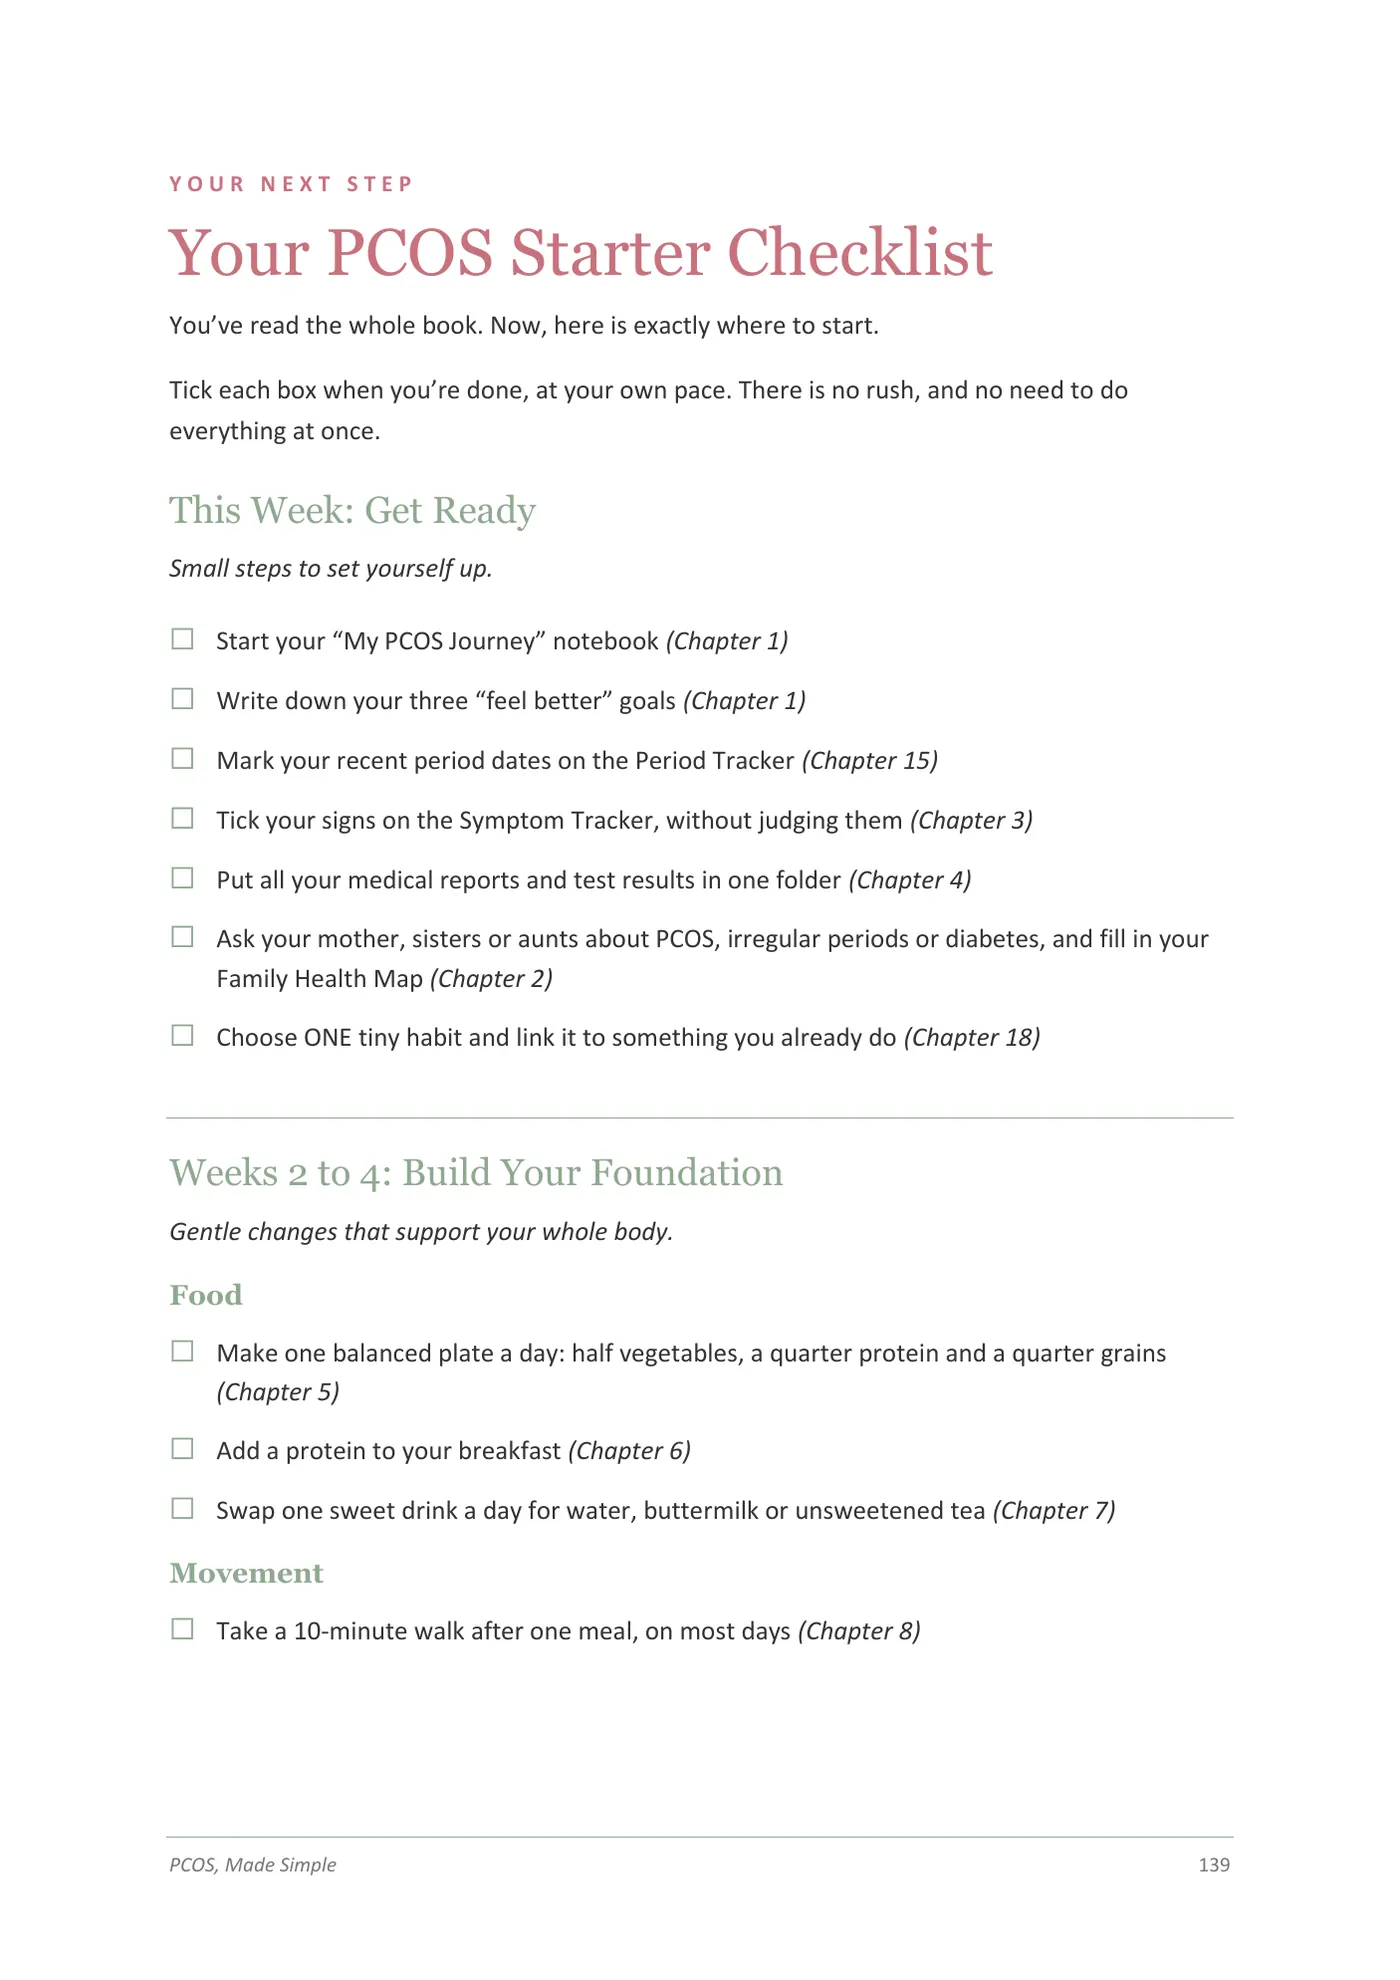 YOUR NEXT STEP
Your PCOS Starter Checklist
You’ve read the whole book. Now, here is exactly where to start.
Tick each box when you’re done, at your own pace. There is no rush, and no need to do
everything at once.
This Week: Get Ready
Small steps to set yourself up.
☐ Start your “My PCOS Journey” notebook (Chapter 1)
☐ Write down your three “feel better” goals (Chapter 1)
☐ Mark your recent period dates on the Period Tracker (Chapter 15)
☐ Tick your signs on the Symptom Tracker, without judging them (Chapter 3)
☐ Put all your medical reports and test results in one folder (Chapter 4)
☐ Ask your mother, sisters or aunts about PCOS, irregular periods or diabetes, and fill in your
Family Health Map (Chapter 2)
☐ Choose ONE tiny habit and link it to something you already do (Chapter 18)
Weeks 2 to 4: Build Your Foundation
Gentle changes that support your whole body.
Food
☐ Make one balanced plate a day: half vegetables, a quarter protein and a quarter grains
(Chapter 5)
☐ Add a protein to your breakfast (Chapter 6)
☐ Swap one sweet drink a day for water, buttermilk or unsweetened tea (Chapter 7)
Movement
☐ Take a 10-minute walk after one meal, on most days (Chapter 8)
PCOS, Made Simple 139